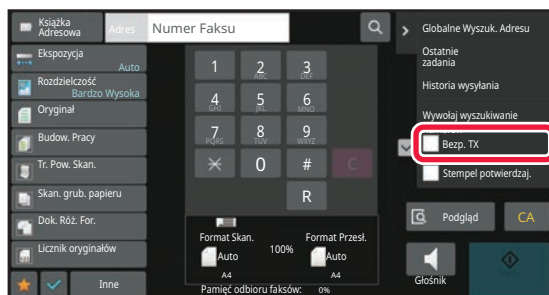 Książka
Adresowa
Adres
Numer Faksu
Ekspozycja
Auto
Rozdzielczość
Bardzo Wysoka
Oryginał
Budow. Pracy
Tr. Pow. Skan.
Skan. grub. papieru
Dok. Róż. For.
Licznik oryginałów
Inne
1
2
ABC
3
DEF
4
GHI
5
JKL
6
MNO
7
PQRS
8
TUV
9
WXYZ
0
#
C
R
Format Skan.
Auto
A4
100%
Format Przesł.
Auto
A4
Pamięć odbioru faksów: 0%
Globalne Wyszuk. Adresu
Ostatnie
zadania
Historia wysyłania
Wywołaj wyszukiwanie
Bezp. TX
Stempel potwierdzaj.
Podgląd
CA
Głośnik